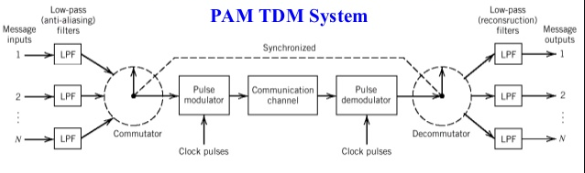 PAM TDM System
Low-pass
(anti-aliasing)
filters
Message
inputs
1
LPF
2
LPF
⋮
N
LPF
Commutator
Synchronized
Pulse
modulator
Clock pulses
Communication
channel
Pulse
demodulator
Clock pulses
Decommutator
Low-pass
(reconsruction)
filters
Message
outputs
LPF
1
LPF
2
⋮
LPF
N